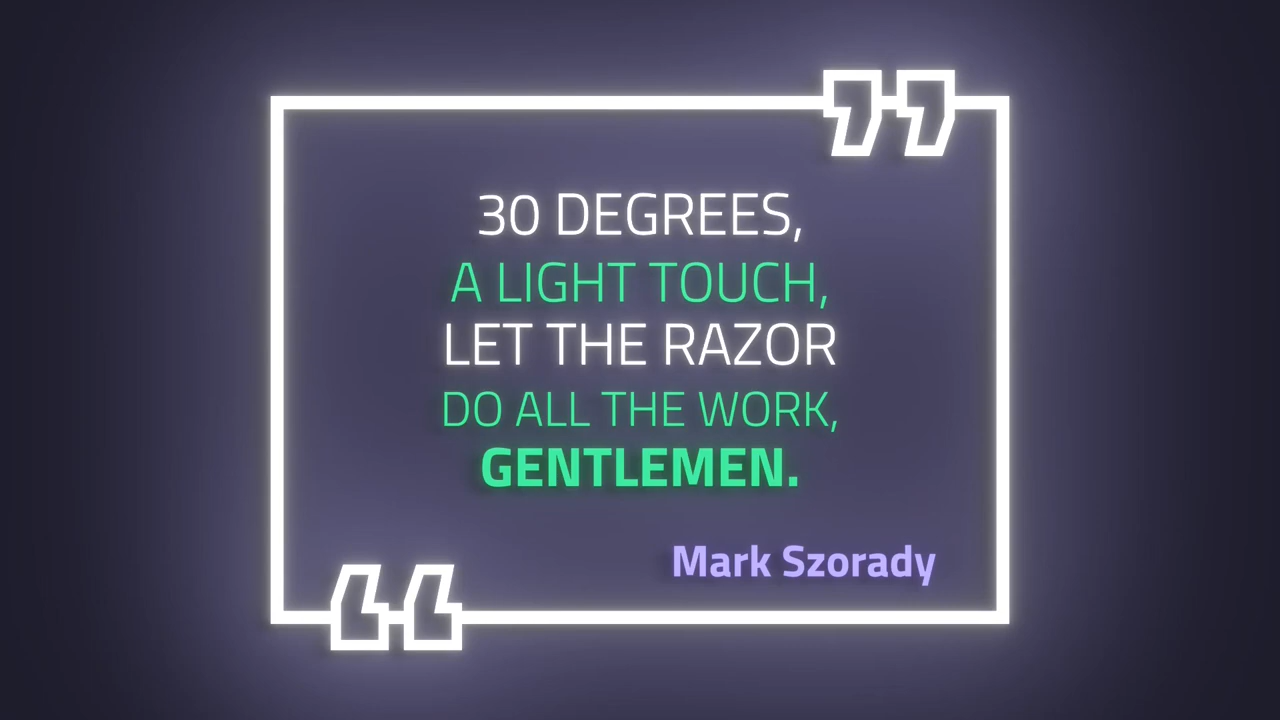 30 DEGREES,
A LIGHT TOUCH,
LET THE RAZOR
DO ALL THE WORK,
GENTLEMEN.
Mark Szorady